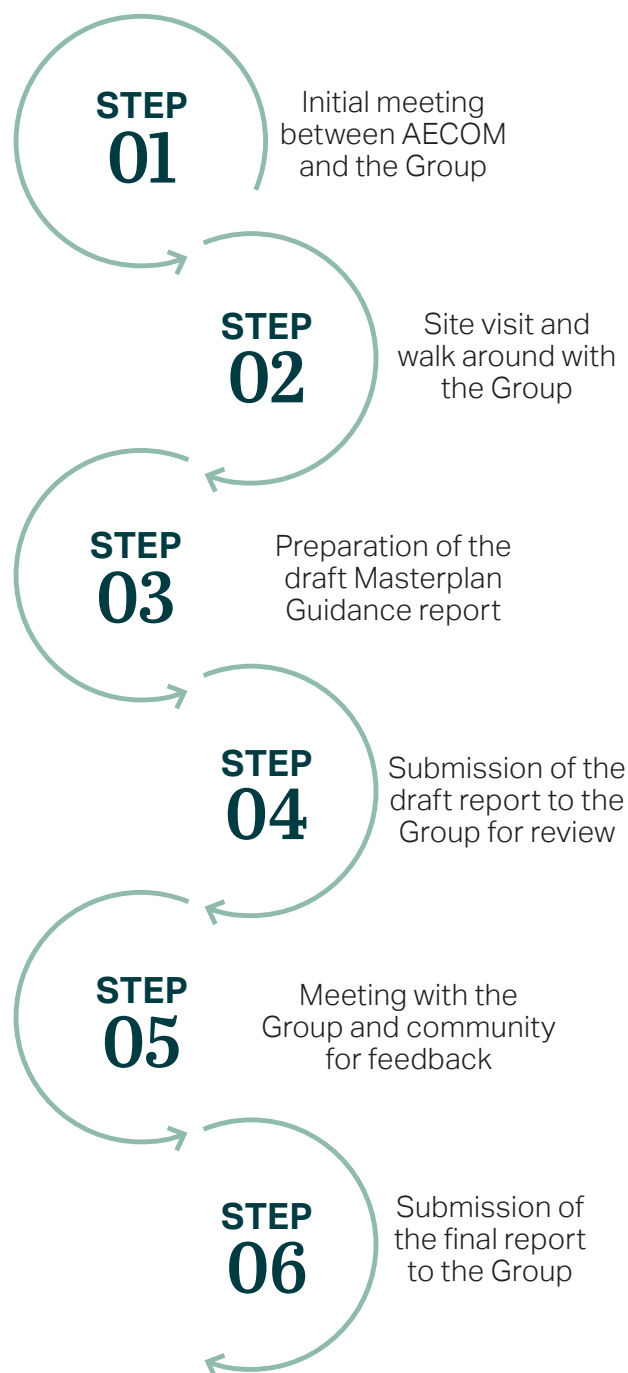 STEP
01
Initial meeting
between AECOM
and the Group
STEP
02
Site visit and
walk around with
the Group
STEP
03
Preparation of the
draft Masterplan
Guidance report
STEP
04
Submission of the
draft report to the
Group for review
STEP
05
Meeting with the
Group and community
for feedback
STEP
06
Submission of
the final report
to the Group